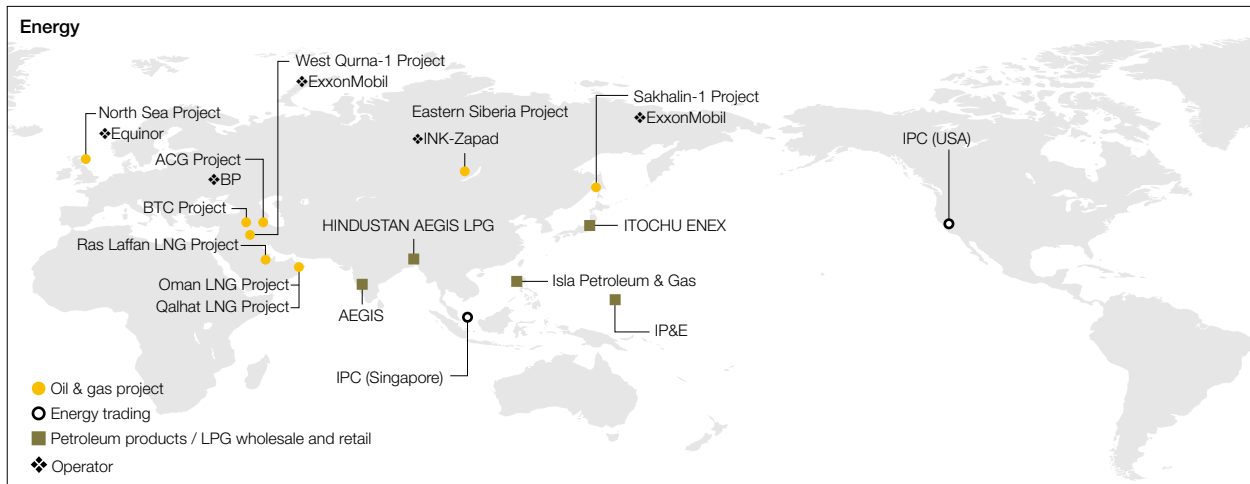 Energy
West Qurna-1 Project
❖ExxonMobil
North Sea Project
❖Equinor
ACG Project
❖BP
BTC Project
Ras Laffan LNG Project
Oman LNG Project
Qalhat LNG Project
Eastern Siberia Project
❖INK-Zapad
Sakhalin-1 Project
❖ExxonMobil
IPC (USA)
HINDUSTAN AEGIS LPG
ITOCHU ENEX
AEGIS
Isla Petroleum & Gas
IP&E
IPC (Singapore)
Oil & gas project
Energy trading
Petroleum products / LPG wholesale and retail
❖ Operator